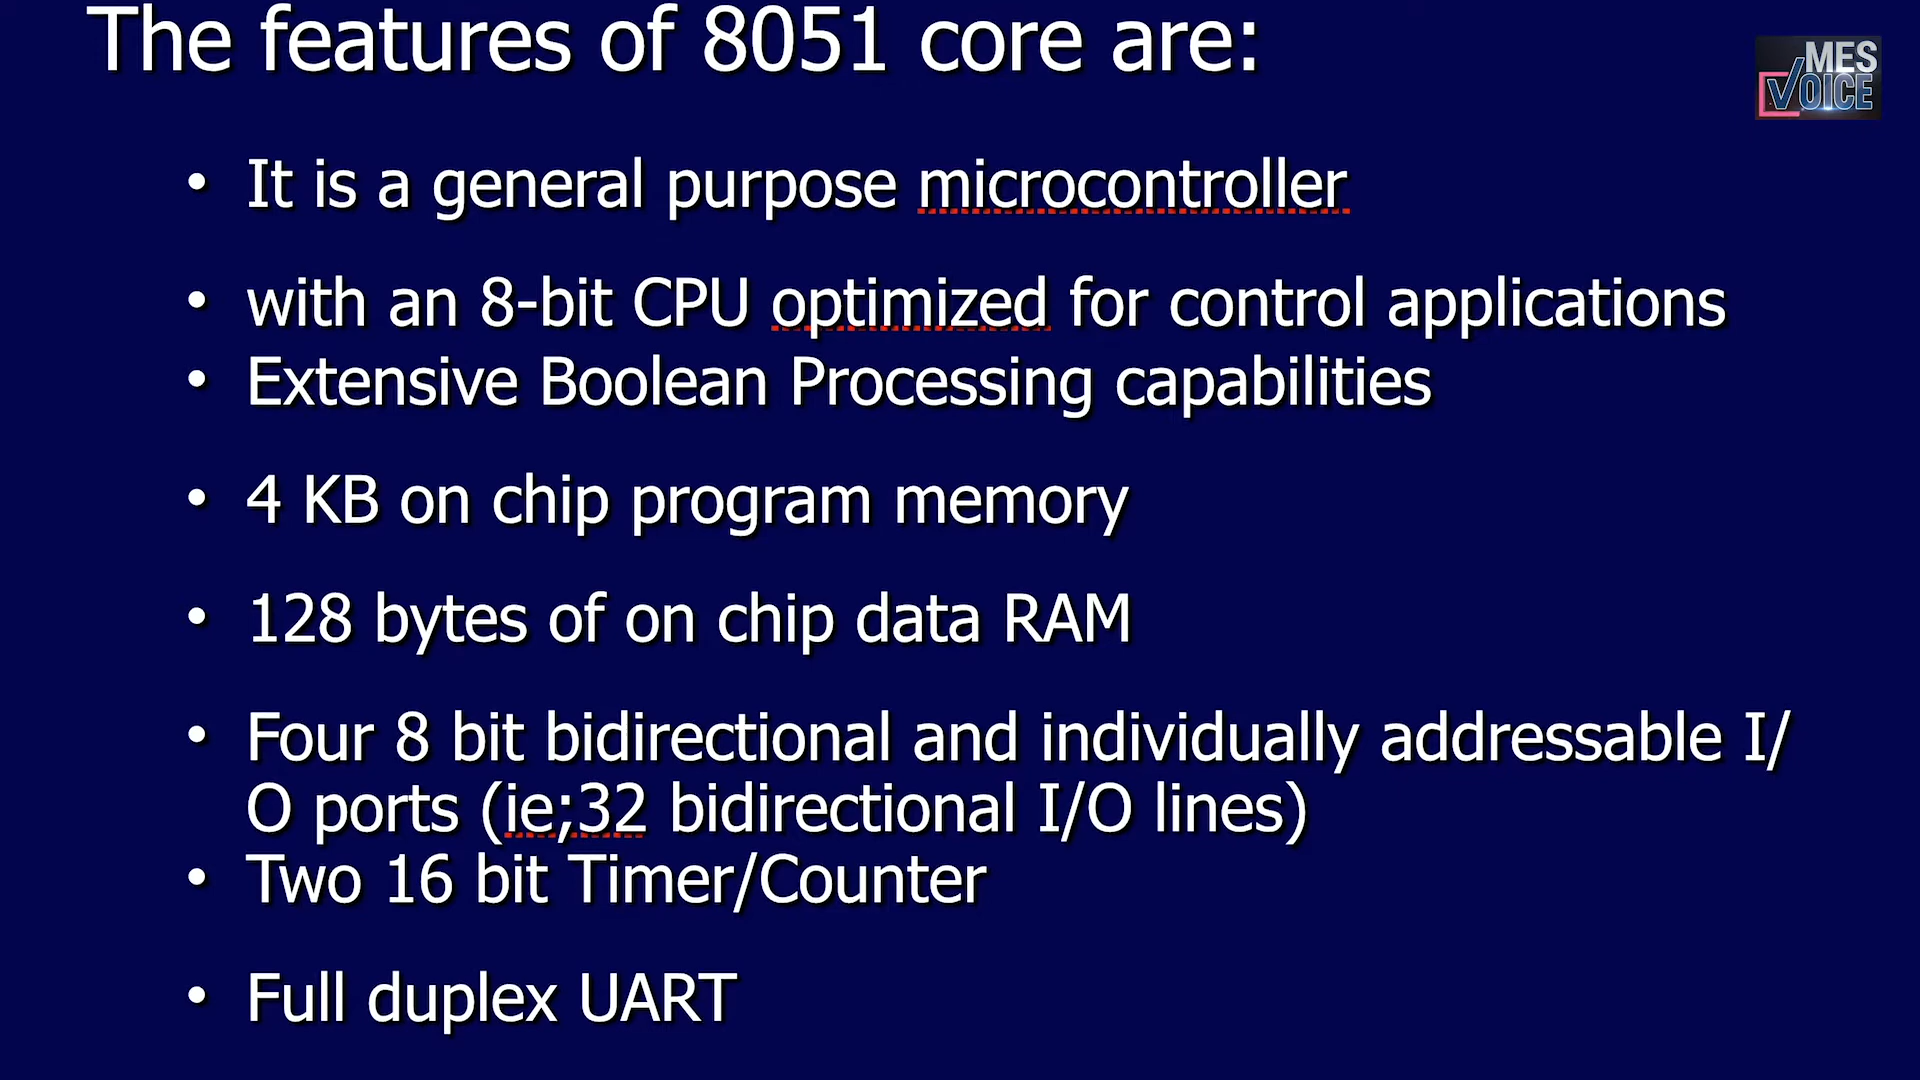 The features of 8051 core are:
MES
VOICE
• It is a general purpose microcontroller
• with an 8-bit CPU optimized for control applications
• Extensive Boolean Processing capabilities
• 4 KB on chip program memory
• 128 bytes of on chip data RAM
• Four 8 bit bidirectional and individually addressable I/
O ports (ie;32 bidirectional I/O lines)
• Two 16 bit Timer/Counter
• Full duplex UART